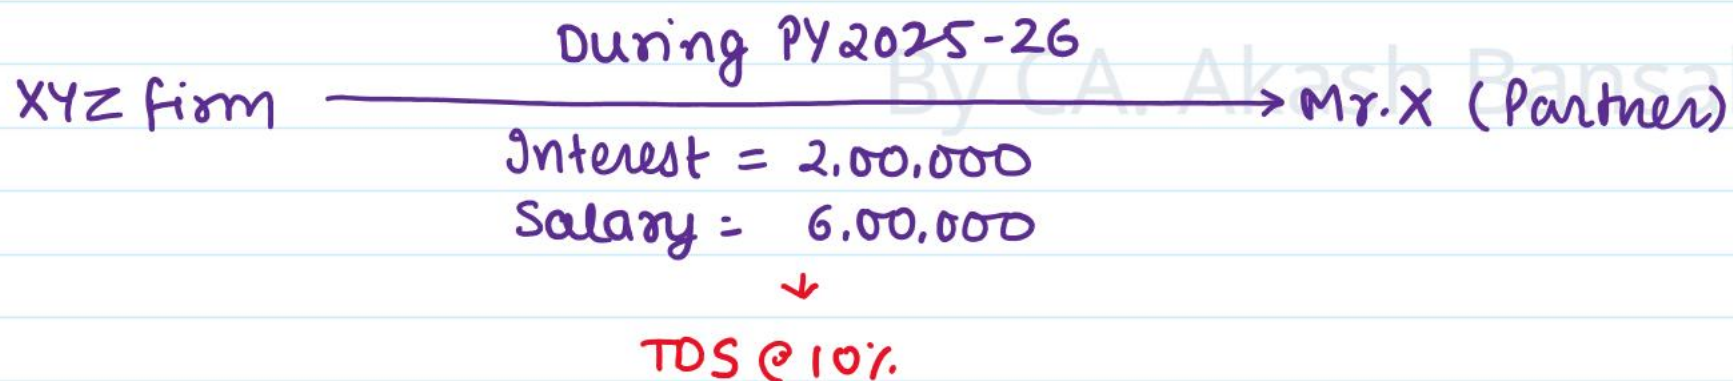 During PY 2025-26
By CA. Akash Bansa
XYZ firm → Mr. X (Partner)
Interest = 2,00,000
Salary = 6,00,000
↓
TDS @ 10%